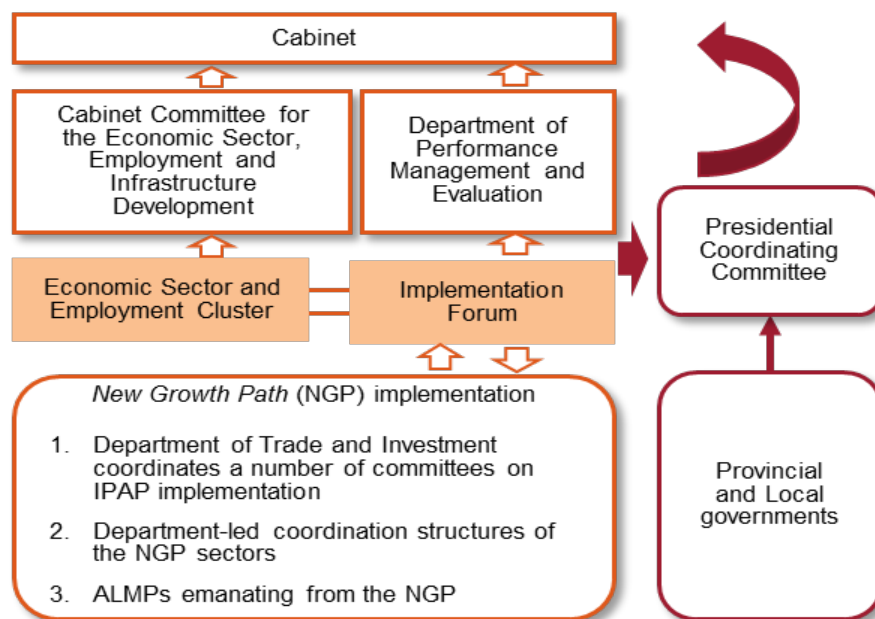 Cabinet
Cabinet Committee for
the Economic Sector,
Employment and
Infrastructure
Development
Department of
Performance
Management and
Evaluation
Presidential
Coordinating
Committee
Economic Sector and
Employment Cluster
Implementation
Forum
New Growth Path (NGP) implementation
1. Department of Trade and Investment
coordinates a number of committees on
IPAP implementation
2. Department-led coordination structures of
the NGP sectors
3. ALMPs emanating from the NGP
Provincial
and Local
governments